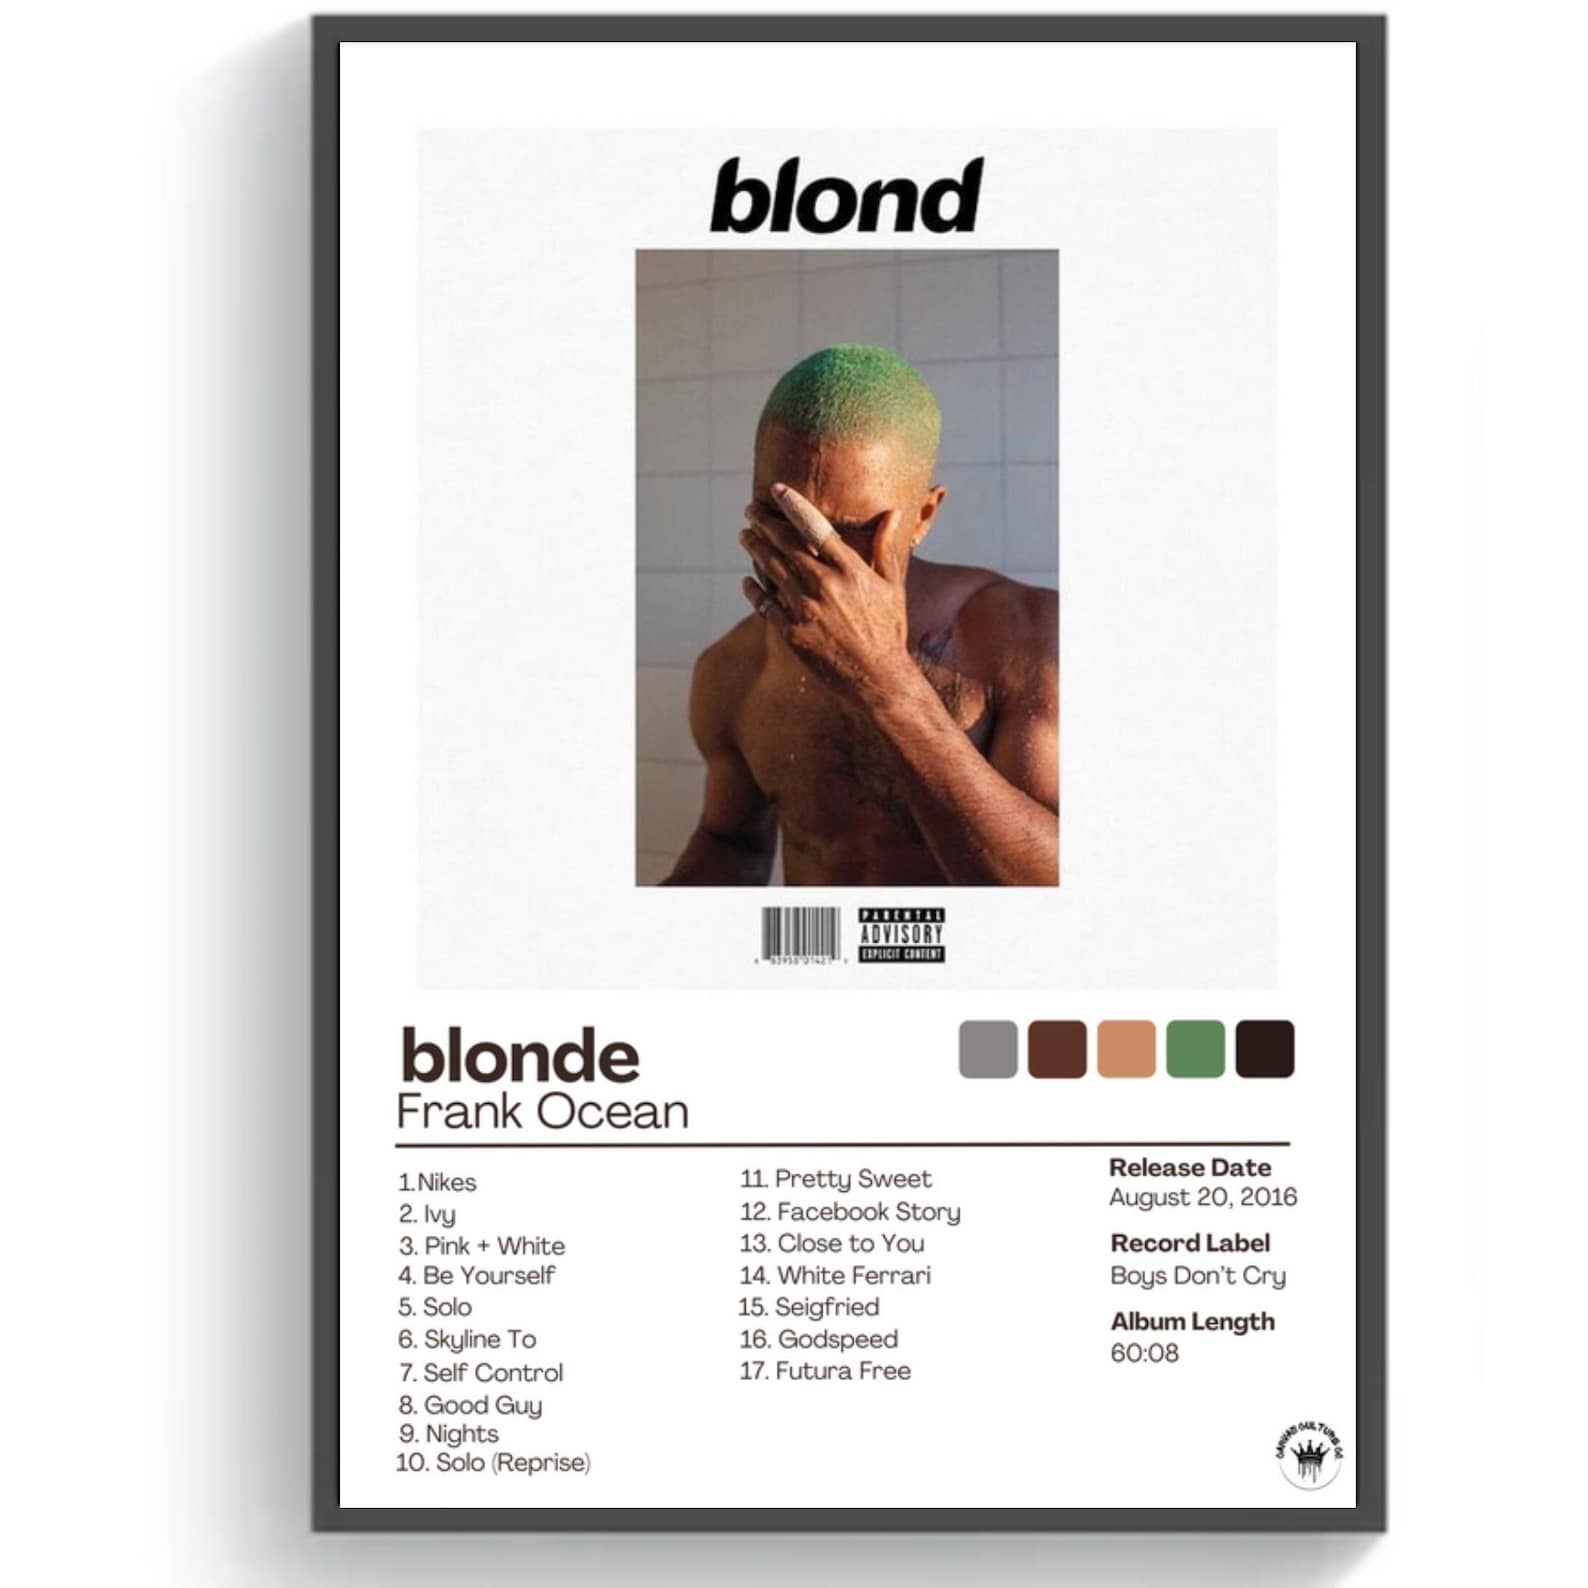 blond
PARENTAL
ADVISORY
EXPLICIT CONTENT
blonde
Frank Ocean
1.Nikes
2. Ivy
3. Pink + White
4. Be Yourself
5. Solo
6. Skyline To
7. Self Control
8. Good Guy
9. Nights
10. Solo (Reprise)
11. Pretty Sweet
12. Facebook Story
13. Close to You
14. White Ferrari
15. Seigfried
16. Godspeed
17. Futura Free
Release Date
August 20, 2016
Record Label
Boys Don't Cry
Album Length
60:08
CANVAS CULTURE CO.